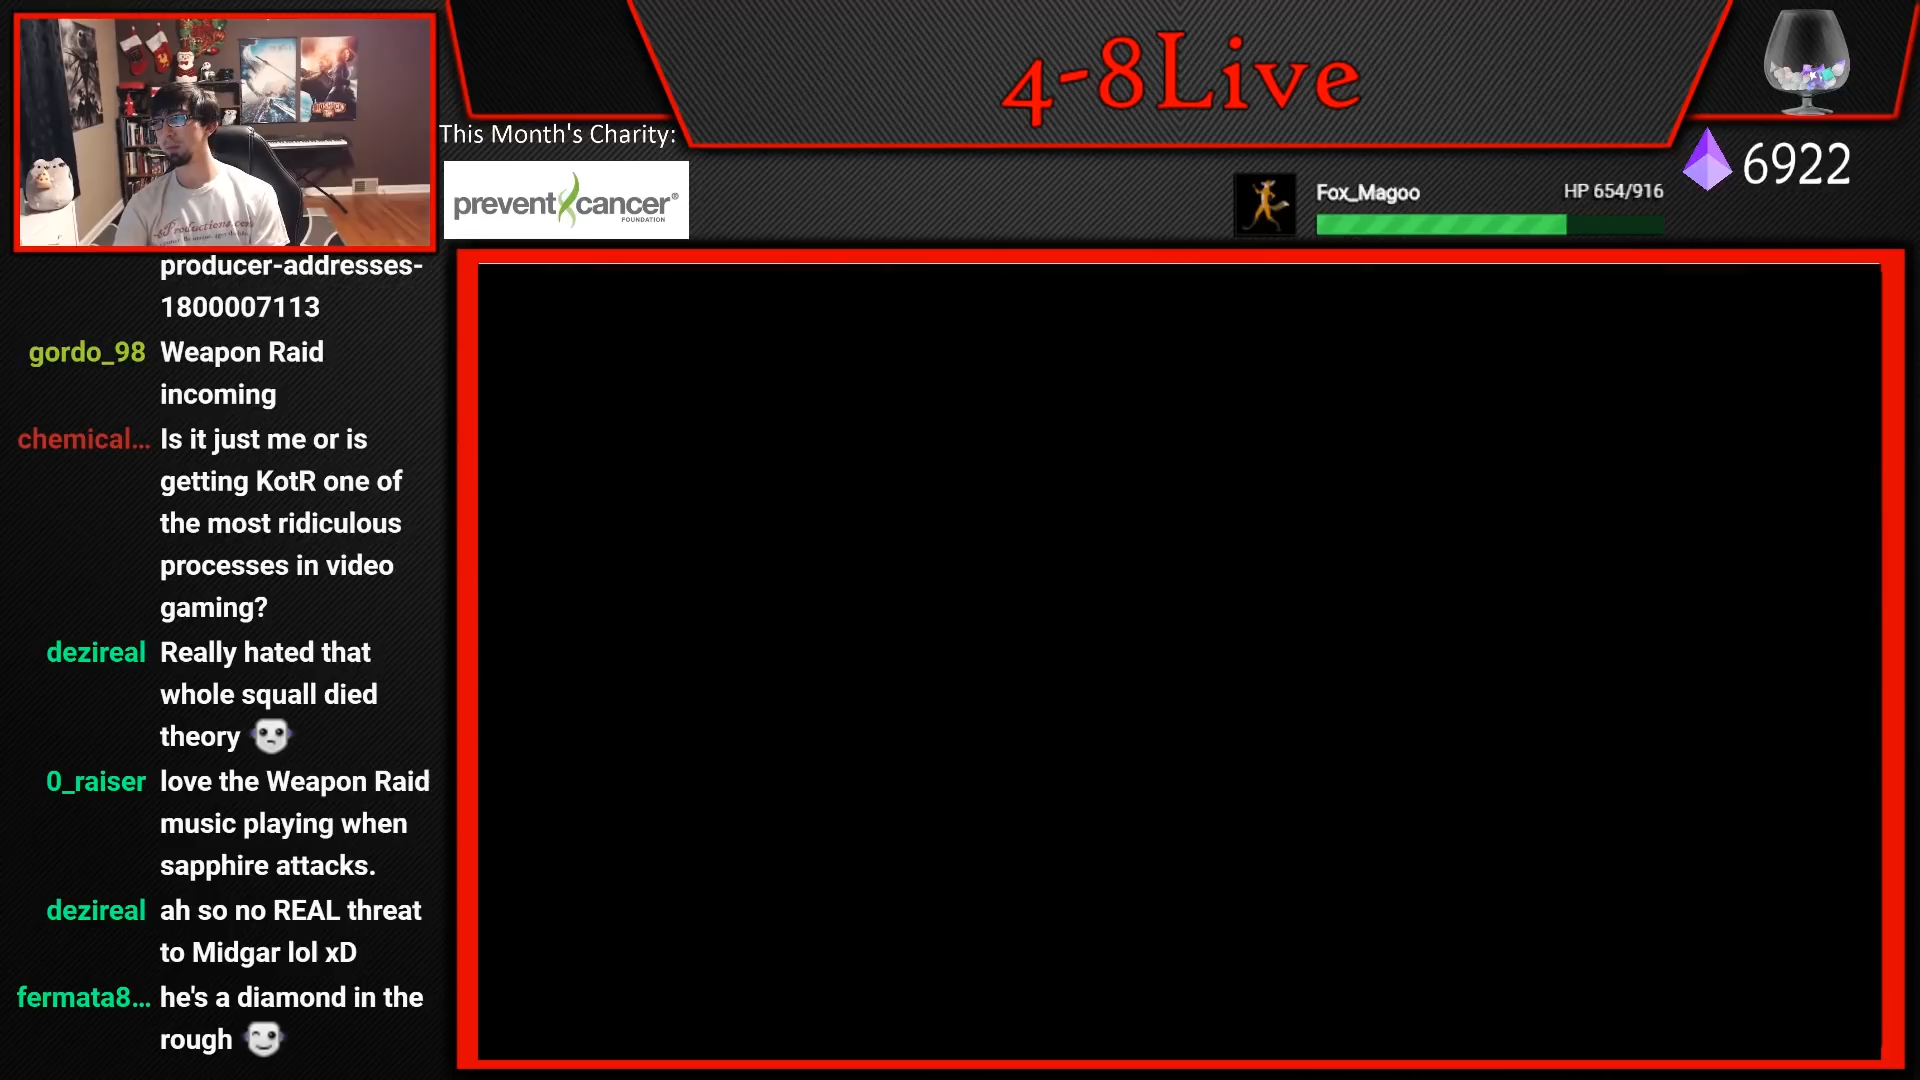 4-8Live
This Month's Charity:
prevent cancer®
FOUNDATION
6922
Fox_Magoo
HP 654/916
producer-addresses-
1800007113
gordo_98 Weapon Raid
incoming
chemical... Is it just me or is
getting KotR one of
the most ridiculous
processes in video
gaming?
dezireal Really hated that
whole squall died
theory
0_raiser love the Weapon Raid
music playing when
sapphire attacks.
dezireal ah so no REAL threat
to Midgar lol xD
fermata8... he's a diamond in the
rough